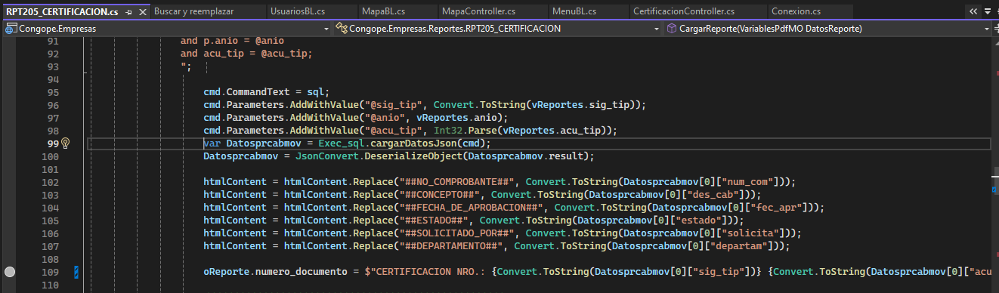 RPT205_CERTIFICACION.cs Buscar y reemplazar UsuariosBL.cs MapaBL.cs MapaController.cs MenuBL.cs CertificacionController.cs Conexion.cs
Congope.Empresas Congope.Empresas.Reportes.RPT205_CERTIFICACION CargarReporte(VariablesPdfMO DatosReporte)
91 and p.anio = @anio
92 and acu_tip = @acu_tip;
93 ";
94
95 cmd.CommandText = sql;
96 cmd.Parameters.AddWithValue("@sig_tip", Convert.ToString(vReportes.sig_tip));
97 cmd.Parameters.AddWithValue("@anio", vReportes.anio);
98 cmd.Parameters.AddWithValue("@acu_tip", Int32.Parse(vReportes.acu_tip));
99 var Datosprcabmov = Exec_sql.cargarDatosJson(cmd);
100 Datosprcabmov = JsonConvert.DeserializeObject(Datosprcabmov.result);
101
102 htmlContent = htmlContent.Replace("##NO_COMPROBANTE##", Convert.ToString(Datosprcabmov[0]["num_com"]));
103 htmlContent = htmlContent.Replace("##CONCEPTO##", Convert.ToString(Datosprcabmov[0]["des_cab"]));
104 htmlContent = htmlContent.Replace("##FECHA_DE_APROBACION##", Convert.ToString(Datosprcabmov[0]["fec_apr"]));
105 htmlContent = htmlContent.Replace("##ESTADO##", Convert.ToString(Datosprcabmov[0]["estado"]));
106 htmlContent = htmlContent.Replace("##SOLICITADO_POR##", Convert.ToString(Datosprcabmov[0]["solicita"]));
107 htmlContent = htmlContent.Replace("##DEPARTAMENTO##", Convert.ToString(Datosprcabmov[0]["departam"]));
108
109 oReporte.numero_documento = $"CERTIFICACION NRO.: {Convert.ToString(Datosprcabmov[0]["sig_tip"])} {Convert.ToString(Datosprcabmov[0]["acu
110